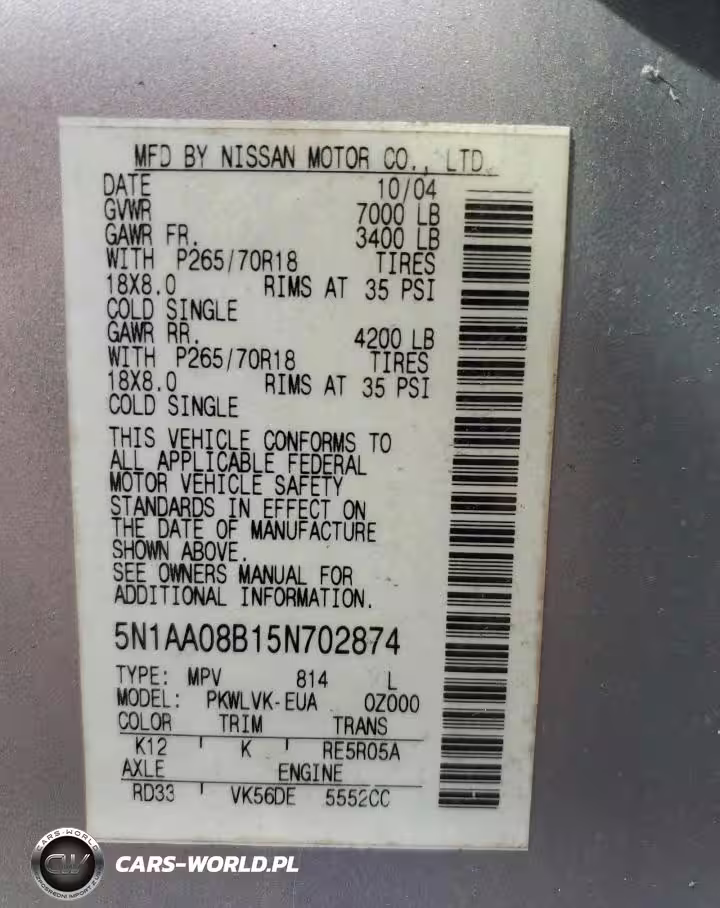 MFD BY NISSAN MOTOR CO., LTD.
DATE 10/04
GVWR 7000 LB
GAWR FR. 3400 LB
WITH P265/70R18 TIRES
18X8.0 RIMS AT 35 PSI
COLD SINGLE
GAWR RR. 4200 LB
WITH P265/70R18 TIRES
18X8.0 RIMS AT 35 PSI
COLD SINGLE
THIS VEHICLE CONFORMS TO
ALL APPLICABLE FEDERAL
MOTOR VEHICLE SAFETY
STANDARDS IN EFFECT ON
THE DATE OF MANUFACTURE
SHOWN ABOVE.
SEE OWNERS MANUAL FOR
ADDITIONAL INFORMATION.
5N1AA08B15N702874
TYPE: MPV 814 L
MODEL: PKWLVK-EUA 0Z000
COLOR TRIM TRANS
K12 K RE5R05A
AXLE ENGINE
RD33 VK56DE 5552CC
CARS-WORLD
CW
CARS-WORLD.PL